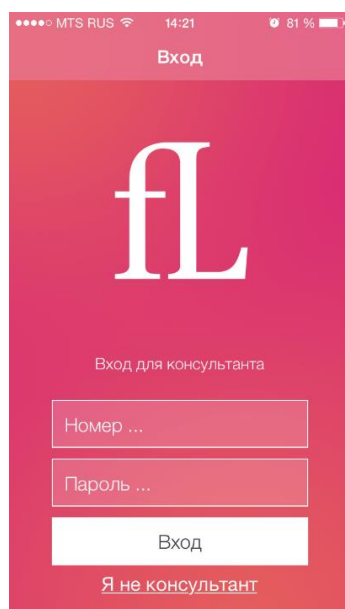 MTS RUS 14:21 81 %
Вход
fL
Вход для консультанта
Номер ...
Пароль ...
Вход
Я не консультант